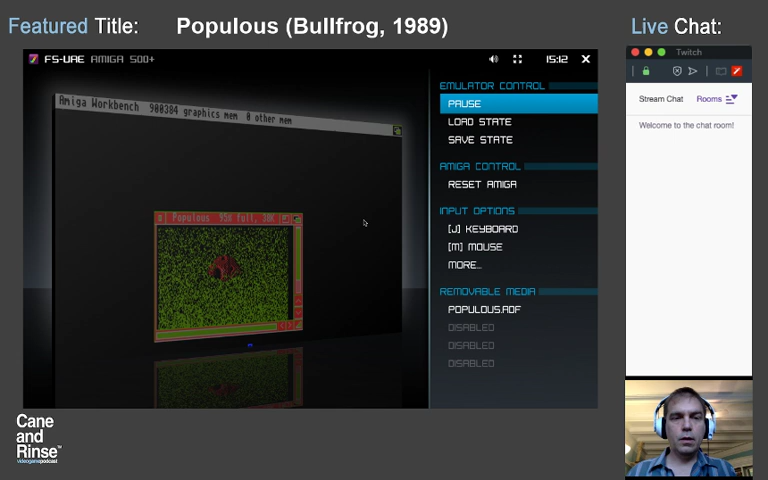 Featured Title: Populous (Bullfrog, 1989)
Live Chat:
FS-UAE AMIGA 500+
15:12
Amiga Workbench 900384 graphics mem 0 other mem
Populous 95% full, 38K
EMULATOR CONTROL
PAUSE
LOAD STATE
SAVE STATE
AMIGA CONTROL
RESET AMIGA
INPUT OPTIONS
[J] KEYBOARD
[M] MOUSE
MORE...
REMOVABLE MEDIA
POPULOUS.ADF
DISABLED
DISABLED
DISABLED
Twitch
Stream Chat Rooms
Welcome to the chat room!
Cane
and
Rinse™
videogamepodcast